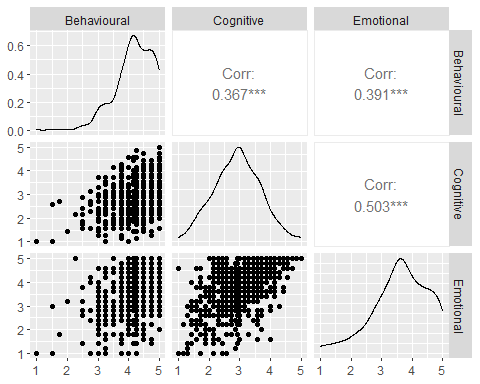 Behavioural Cognitive Emotional
0.6
0.4
0.2
0.0
Corr:
0.367***
Corr:
0.391***
Behavioural
5
4
3
2
1
Corr:
0.503***
Cognitive
5
4
3
2
1
Emotional
1 2 3 4 5 1 2 3 4 5 1 2 3 4 5